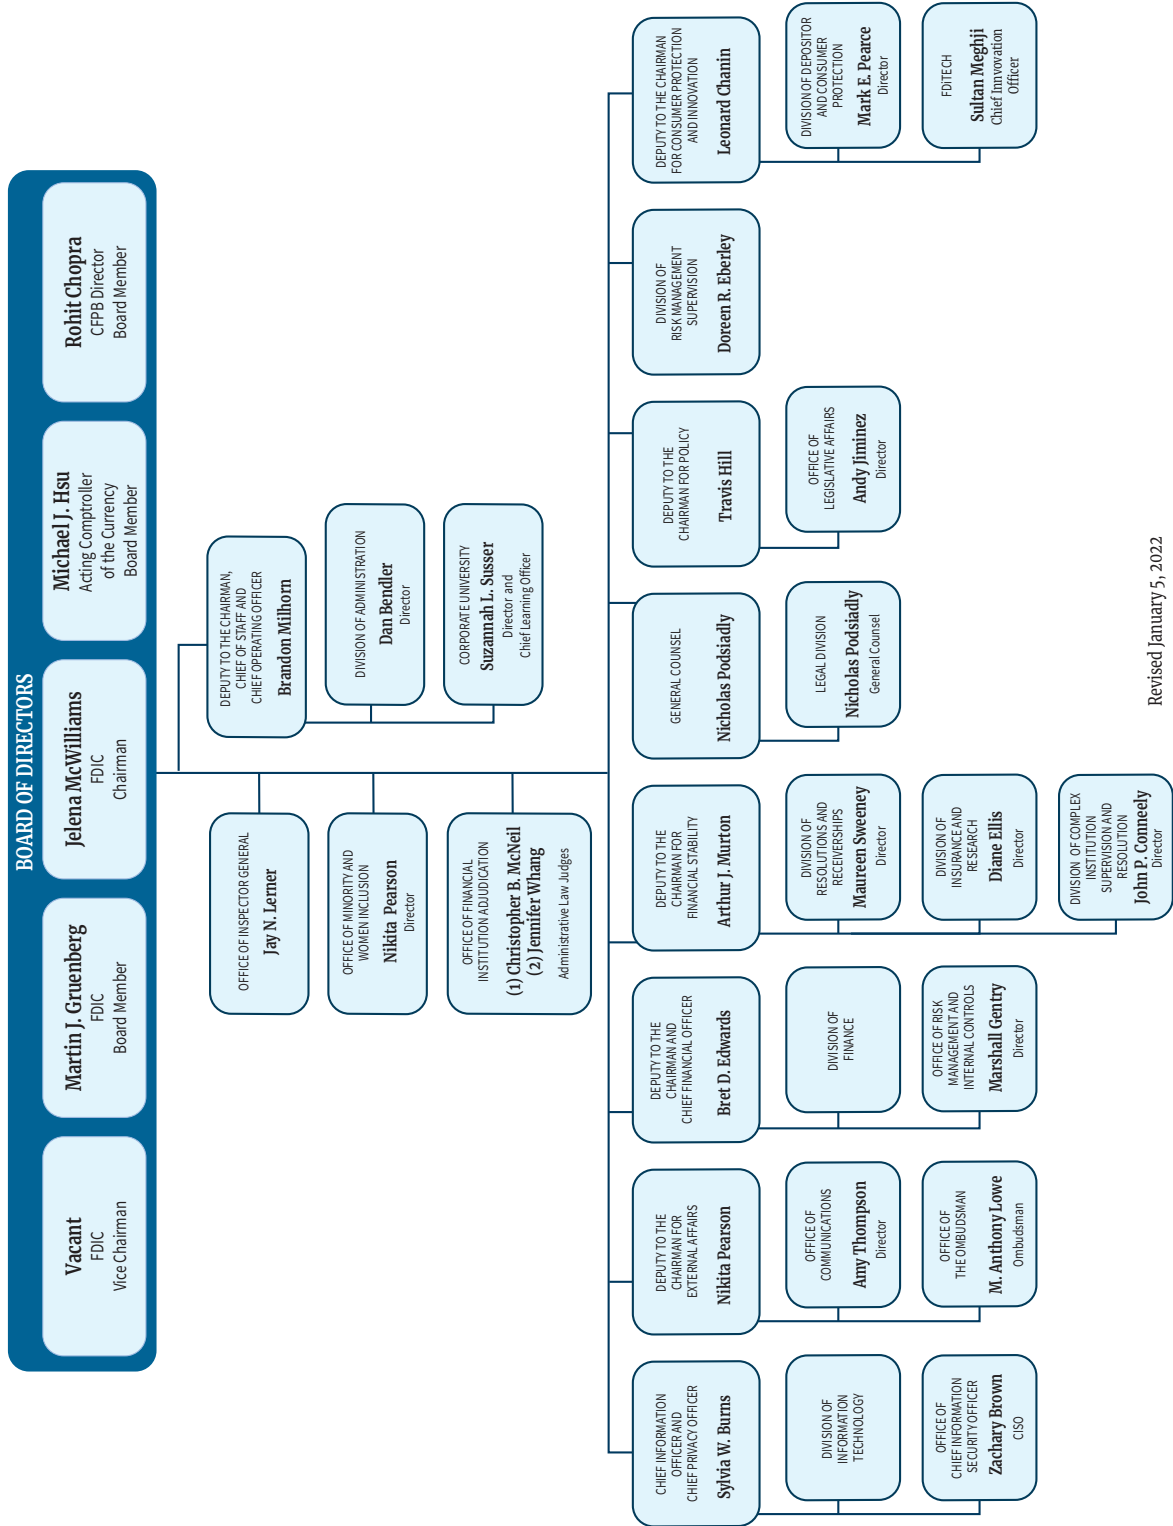 BOARD OF DIRECTORS
Vacant
FDIC
Vice Chairman
Martin J. Gruenberg
FDIC
Board Member
Jelena McWilliams
FDIC
Chairman
Michael J. Hsu
Acting Comptroller
of the Currency
Board Member
Rohit Chopra
CFPB Director
Board Member
DEPUTY TO THE CHAIRMAN,
CHIEF OF STAFF AND
CHIEF OPERATING OFFICER
Brandon Milhorn
DIVISION OF ADMINISTRATION
Dan Bendler
Director
CORPORATE UNIVERSITY
Suzannah L. Susser
Director and
Chief Learning Officer
OFFICE OF INSPECTOR GENERAL
Jay N. Lerner
OFFICE OF MINORITY AND
WOMEN INCLUSION
Nikita Pearson
Director
OFFICE OF FINANCIAL
INSTITUTION ADJUDICATION
(1) Christopher B. McNeil
(2) Jennifer Whang
Administrative Law Judges
CHIEF INFORMATION
OFFICER AND
CHIEF PRIVACY OFFICER
Sylvia W. Burns
DIVISION OF
INFORMATION
TECHNOLOGY
OFFICE OF
CHIEF INFORMATION
SECURITY OFFICER
Zachary Brown
CISO
DEPUTY TO THE
CHAIRMAN FOR
EXTERNAL AFFAIRS
Nikita Pearson
OFFICE OF
COMMUNICATIONS
Amy Thompson
Director
OFFICE OF
THE OMBUDSMAN
M. Anthony Lowe
Ombudsman
DEPUTY TO THE
CHAIRMAN AND
CHIEF FINANCIAL OFFICER
Bret D. Edwards
DIVISION OF
FINANCE
OFFICE OF RISK
MANAGEMENT AND
INTERNAL CONTROLS
Marshall Gentry
Director
DEPUTY TO THE
CHAIRMAN FOR
FINANCIAL STABILITY
Arthur J. Murton
DIVISION OF
RESOLUTIONS AND
RECEIVERSHIPS
Maureen Sweeney
Director
DIVISION OF
INSURANCE AND
RESEARCH
Diane Ellis
Director
DIVISION OF COMPLEX
INSTITUTION
SUPERVISION AND
RESOLUTION
John P. Conneely
Director
GENERAL COUNSEL
Nicholas Podsiadly
LEGAL DIVISION
Nicholas Podsiadly
General Counsel
DEPUTY TO THE
CHAIRMAN FOR POLICY
Travis Hill
OFFICE OF
LEGISLATIVE AFFAIRS
Andy Jiminez
Director
DIVISION OF
RISK MANAGEMENT
SUPERVISION
Doreen R. Eberley
DEPUTY TO THE CHAIRMAN
FOR CONSUMER PROTECTION
AND INNOVATION
Leonard Chanin
DIVISION OF DEPOSITOR
AND CONSUMER
PROTECTION
Mark E. Pearce
Director
FDiTECH
Sultan Meghji
Chief Innvovation
Officer
Revised January 5, 2022